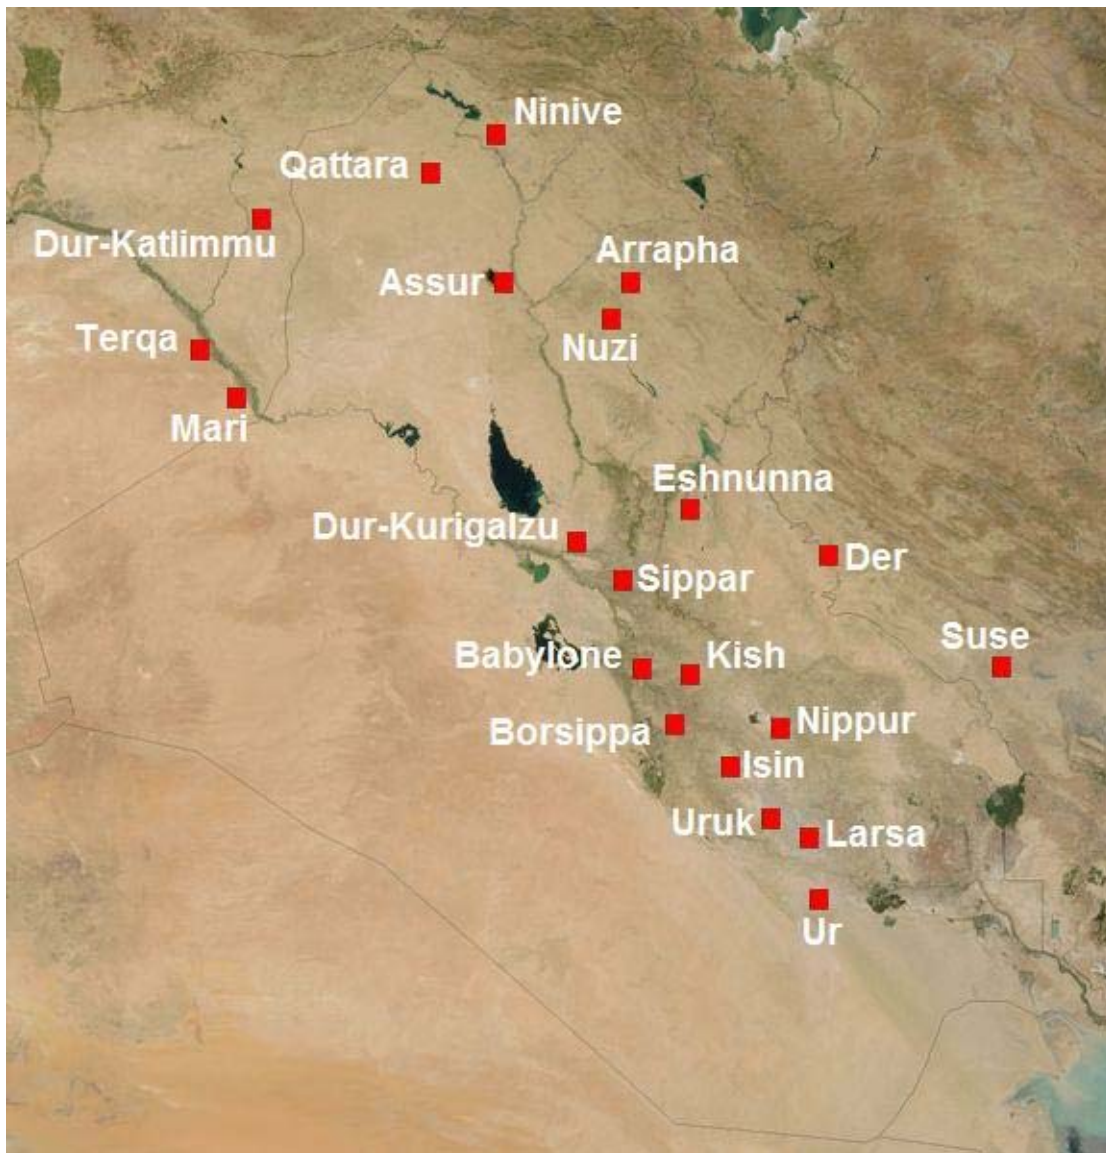 Ninive
Qattara
Dur-Katlimmu
Arrapha
Assur
Terqa
Nuzi
Mari
Eshnunna
Dur-Kurigalzu
Der
Sippar
Suse
Babylone
Kish
Nippur
Borsippa
Isin
Uruk
Larsa
Ur